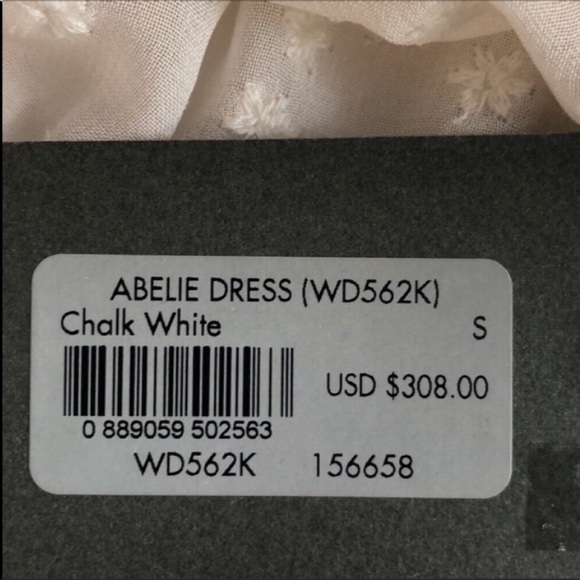 ABELIE DRESS (WD562K)
Chalk White S
USD $308.00
0 889059 502563
WD562K 156658